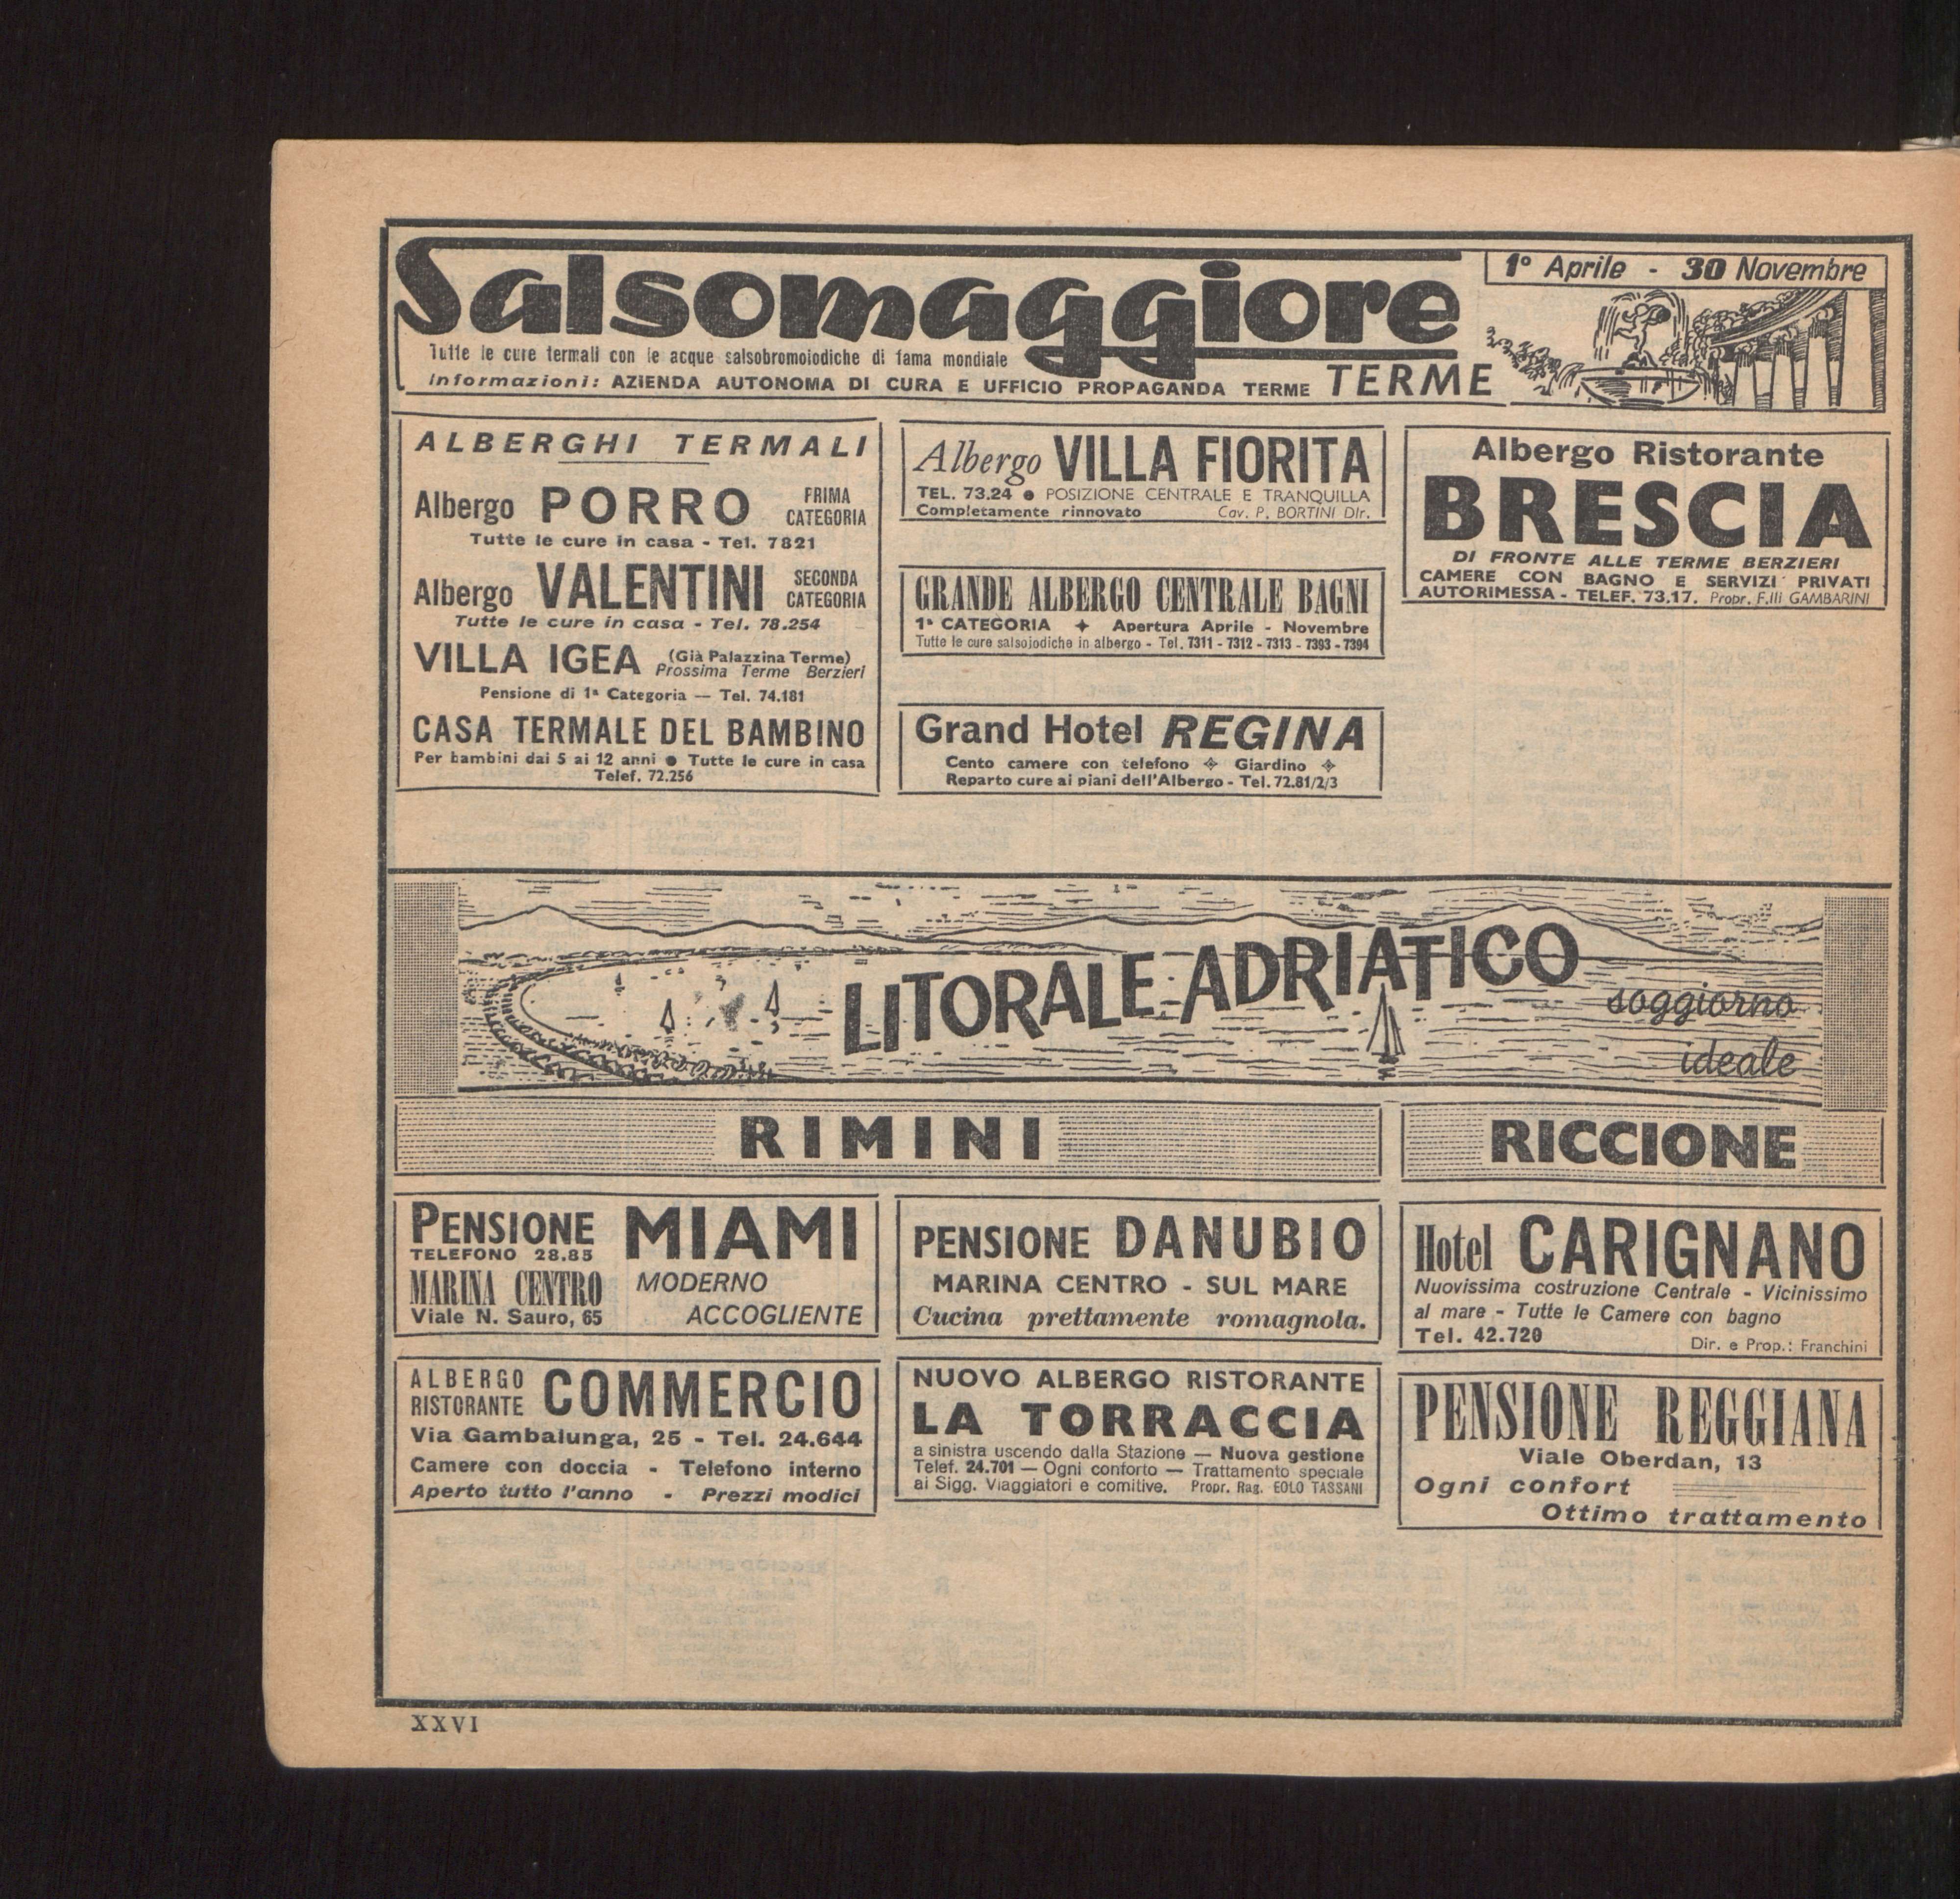 Salsomaggiore
1º Aprile - 30 Novembre
Tutte le cure termali con le acque salsobromoiodiche di fama mondiale
Informazioni: AZIENDA AUTONOMA DI CURA E UFFICIO PROPAGANDA TERME TERME
ALBERGHI TERMALI
Albergo PORRO FRIMA CATEGORIA
Tutte le cure in casa - Tel. 7821
Albergo VALENTINI SECONDA CATEGORIA
Tutte le cure in casa - Tel. 78.254
VILLA IGEA (Già Palazzina Terme)
Prossima Terme Berzieri
Pensione di 1ª Categoria — Tel. 74.181
CASA TERMALE DEL BAMBINO
Per bambini dai 5 ai 12 anni ● Tutte le cure in casa
Telef. 72.256
Albergo VILLA FIORITA
TEL. 73.24 ● POSIZIONE CENTRALE E TRANQUILLA
Completamente rinnovato Cav. P. BORTINI Dir.
GRANDE ALBERGO CENTRALE BAGNI
1ª CATEGORIA ✦ Apertura Aprile - Novembre
Tutte le cure salsojodiche in albergo - Tel. 7311 - 7312 - 7313 - 7393 - 7394
Grand Hotel REGINA
Cento camere con telefono ✧ Giardino ✧
Reparto cure ai piani dell'Albergo - Tel. 72.81/2/3
Albergo Ristorante
BRESCIA
DI FRONTE ALLE TERME BERZIERI
CAMERE CON BAGNO E SERVIZI PRIVATI
AUTORIMESSA - TELEF. 73.17. Propr. F.lli GAMBARINI
LITORALE ADRIATICO
soggiorno
ideale
RIMINI
PENSIONE MIAMI
TELEFONO 28.85
MARINA CENTRO MODERNO
Viale N. Sauro, 65 ACCOGLIENTE
PENSIONE DANUBIO
MARINA CENTRO - SUL MARE
Cucina prettamente romagnola.
ALBERGO RISTORANTE COMMERCIO
Via Gambalunga, 25 - Tel. 24.644
Camere con doccia - Telefono interno
Aperto tutto l'anno - Prezzi modici
NUOVO ALBERGO RISTORANTE
LA TORRACCIA
a sinistra uscendo dalla Stazione — Nuova gestione
Telef. 24.701 — Ogni conforto — Trattamento speciale
ai Sigg. Viaggiatori e comitive. Propr. Rag. EOLO TASSANI
RICCIONE
Hotel CARIGNANO
Nuovissima costruzione Centrale - Vicinissimo
al mare - Tutte le Camere con bagno
Tel. 42.720 Dir. e Prop.: Franchini
PENSIONE REGGIANA
Viale Oberdan, 13
Ogni confort
Ottimo trattamento
XXVI